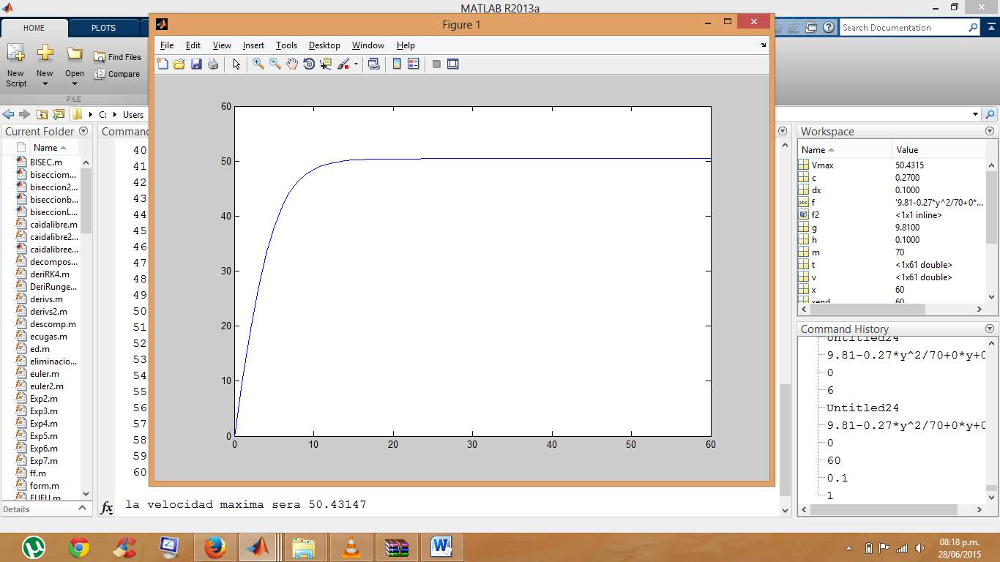 MATLAB R2013a
HOME
PLOTS
Search Documentation
New Script
New
Open
Find Files
Compare
FILE
C:
Users
Current Folder
Name
BISEC.m
bisecciom...
biseccion2...
biseccionb...
biseccionL...
caidalibre.m
caidalibre2...
caidalibree...
decompos...
deriRK4.m
DeriRunge...
derivs.m
derivs2.m
descomp.m
ecugas.m
ed.m
eliminacio...
euler.m
euler2.m
Exp2.m
Exp3.m
Exp4.m
Exp5.m
Exp6.m
Exp7.m
ff.m
form.m
FUFU.m
Details
Command
40
41
42
43
44
45
46
47
48
49
50
51
52
53
54
55
56
57
58
59
60
fx
la velocidad maxima sera 50.43147
Figure 1
File Edit View Insert Tools Desktop Window Help
60
50
40
30
20
10
0
0 10 20 30 40 50 60
Workspace
Name Value
Vmax 50.4315
c 0.2700
dx 0.1000
abc f '9.81-0.27*y^2/70+0*...
f2 <1x1 inline>
g 9.8100
h 0.1000
m 70
t <1x61 double>
v <1x61 double>
x 60
xend 60
Command History
Untitled24
9.81-0.27*y^2/70+0*y+0
0
6
Untitled24
9.81-0.27*y^2/70+0*y+0
0
60
0.1
1
08:18 p.m.
28/06/2015